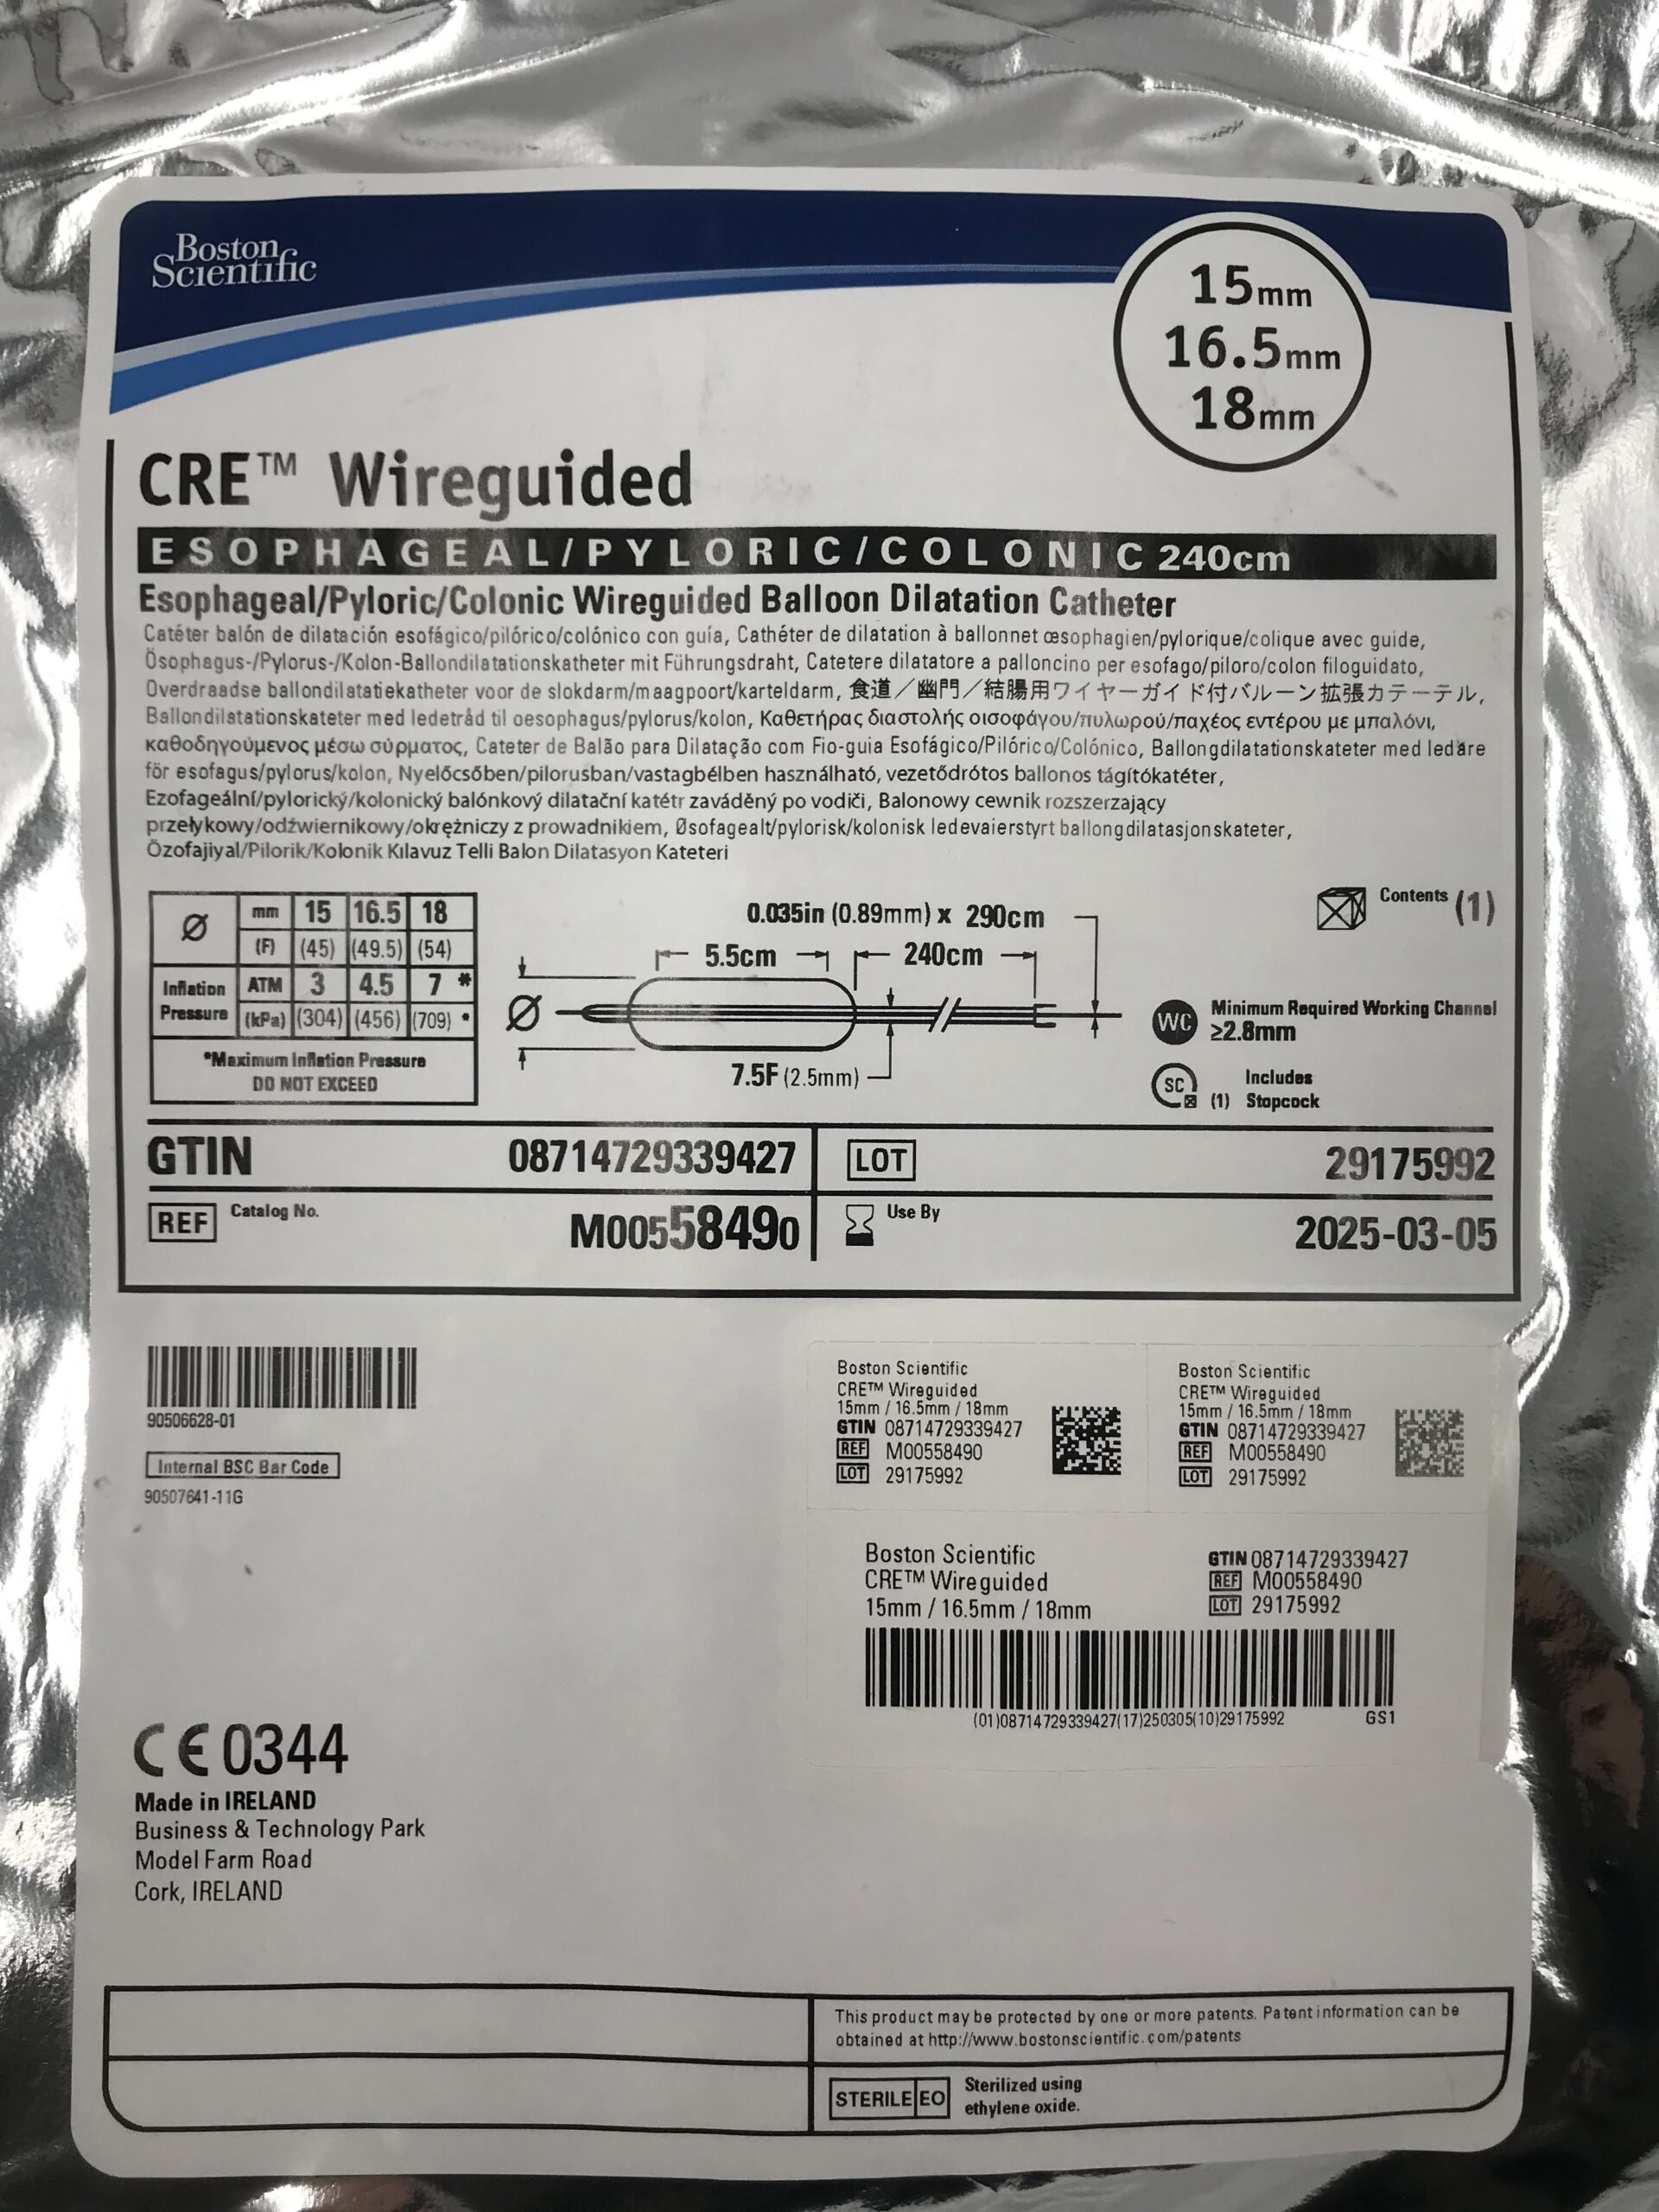 Boston
Scientific
15mm
16.5mm
18mm
CRE™ Wireguided
ESOPHAGEAL/PYLORIC/COLONIC 240cm
Esophageal/Pyloric/Colonic Wireguided Balloon Dilatation Catheter
Catéter balón de dilatación esofágico/pilórico/colónico con guía, Cathéter de dilatation à ballonnet œsophagien/pylorique/colique avec guide,
Ösophagus-/Pylorus-/Kolon-Ballondilatationskatheter mit Führungsdraht, Catetere dilatatore a palloncino per esofago/piloro/colon filoguidato,
Overdraadse ballondilatatiekatheter voor de slokdarm/maagpoort/karteldarm, 食道／幽門／結腸用ワイヤーガイド付バルーン拡張カテーテル,
Ballondilatationskateter med ledetråd til oesophagus/pylorus/kolon, Καθετήρας διαστολής οισοφάγου/πυλωρού/παχέος εντέρου με μπαλόνι,
καθοδηγούμενος μέσω σύρματος, Cateter de Balão para Dilatação com Fio-guia Esofágico/Pilórico/Colónico, Ballongdilatationskateter med ledare
för esofagus/pylorus/kolon, Nyelőcsőben/pilorusban/vastagbélben használható, vezetődrótos ballonos tágítókatéter,
Ezofageální/pylorický/kolonický balónkový dilatační katétr zaváděný po vodiči, Balonowy cewnik rozszerzający
przełykowy/odźwiernikowy/okrężniczy z prowadnikiem, Øsofagealt/pylorisk/kolonisk ledevaierstyrt ballongdilatasjonskateter,
Özofajiyal/Pilorik/Kolonik Kılavuz Telli Balon Dilatasyon Kateteri
Ø mm 15 16.5 18
(F) (45) (49.5) (54)
Inflation Pressure ATM 3 4.5 7 *
(kPa) (304) (456) (709) *
*Maximum Inflation Pressure
DO NOT EXCEED
0.035in (0.89mm) x 290cm
5.5cm 240cm
Ø
7.5F (2.5mm)
Contents (1)
WC Minimum Required Working Channel
≥2.8mm
SC Includes
(1) Stopcock
GTIN 08714729339427
LOT 29175992
REF Catalog No. M00558490
Use By 2025-03-05
90506628-01
Internal BSC Bar Code
90507641-11G
Boston Scientific
CRE™ Wireguided
15mm / 16.5mm / 18mm
GTIN 08714729339427
REF M00558490
LOT 29175992
Boston Scientific
CRE™ Wireguided
15mm / 16.5mm / 18mm
GTIN 08714729339427
REF M00558490
LOT 29175992
Boston Scientific
CRE™ Wireguided
15mm / 16.5mm / 18mm
GTIN 08714729339427
REF M00558490
LOT 29175992
(01)08714729339427(17)250305(10)29175992 GS1
CE 0344
Made in IRELAND
Business & Technology Park
Model Farm Road
Cork, IRELAND
This product may be protected by one or more patents. Patent information can be
obtained at http://www.bostonscientific.com/patents
STERILE EO Sterilized using
ethylene oxide.